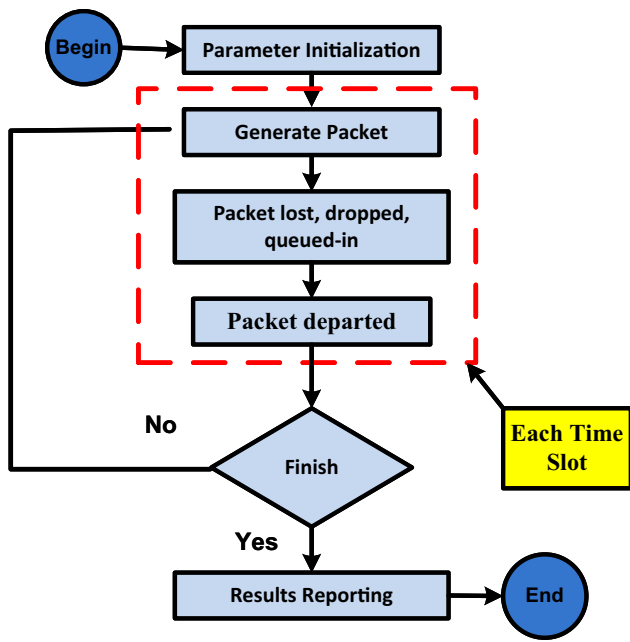 Begin
Parameter Initialization
Generate Packet
Packet lost, dropped,
queued-in
Packet departed
No
Each Time
Slot
Finish
Yes
Results Reporting
End